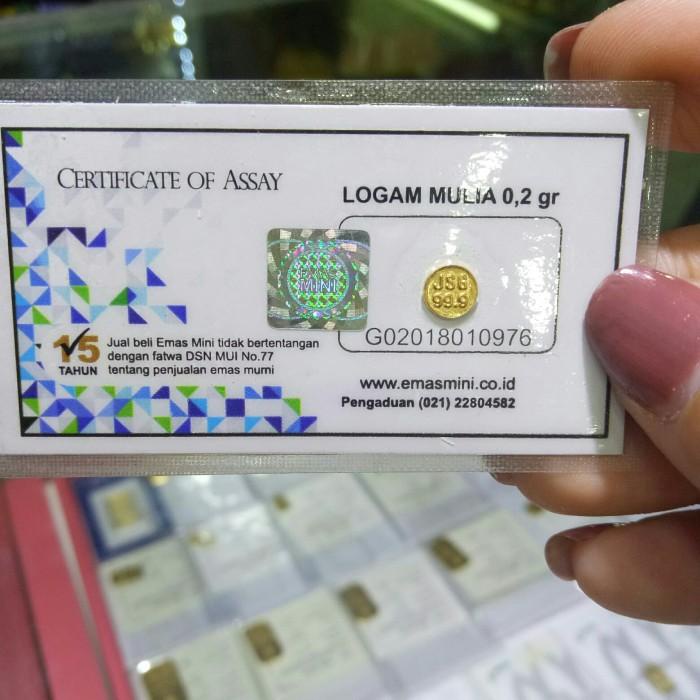 CERTIFICATE OF ASSAY
LOGAM MULIA 0,2 gr
EMAS
MINI
JSG
99.9
G02018010976
15
TAHUN
Jual beli Emas Mini tidak bertentangan
dengan fatwa DSN MUI No.77
tentang penjualan emas murni
www.emasmini.co.id
Pengaduan (021) 22804582